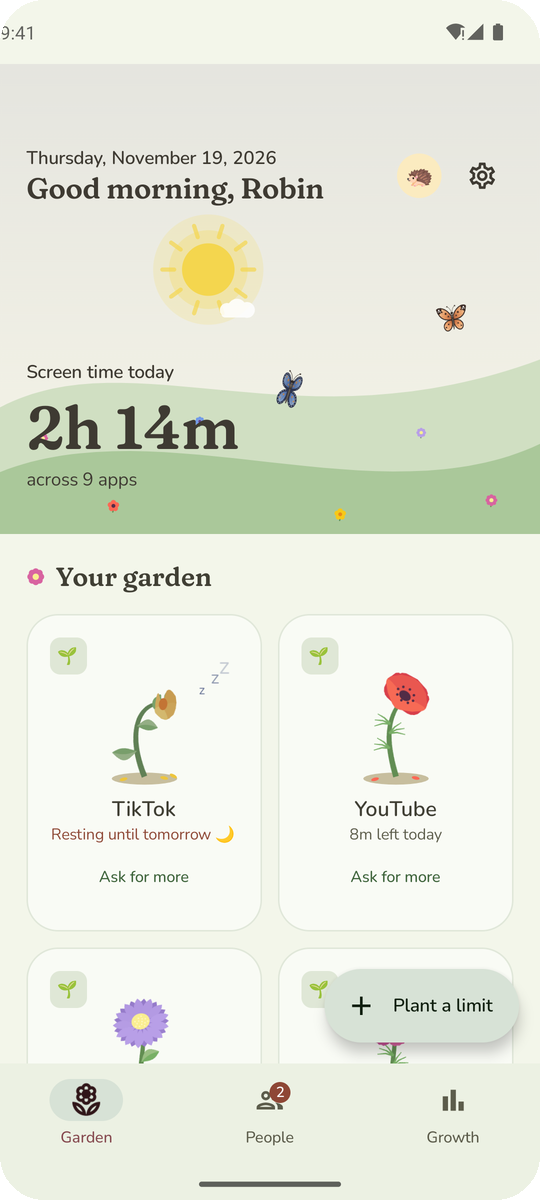 9:41
Thursday, November 19, 2026
Good morning, Robin
Screen time today
2h 14m
across 9 apps
Your garden
z z Z
TikTok
Resting until tomorrow 🌙
Ask for more
YouTube
8m left today
Ask for more
+ Plant a limit
Garden
2
People
Growth